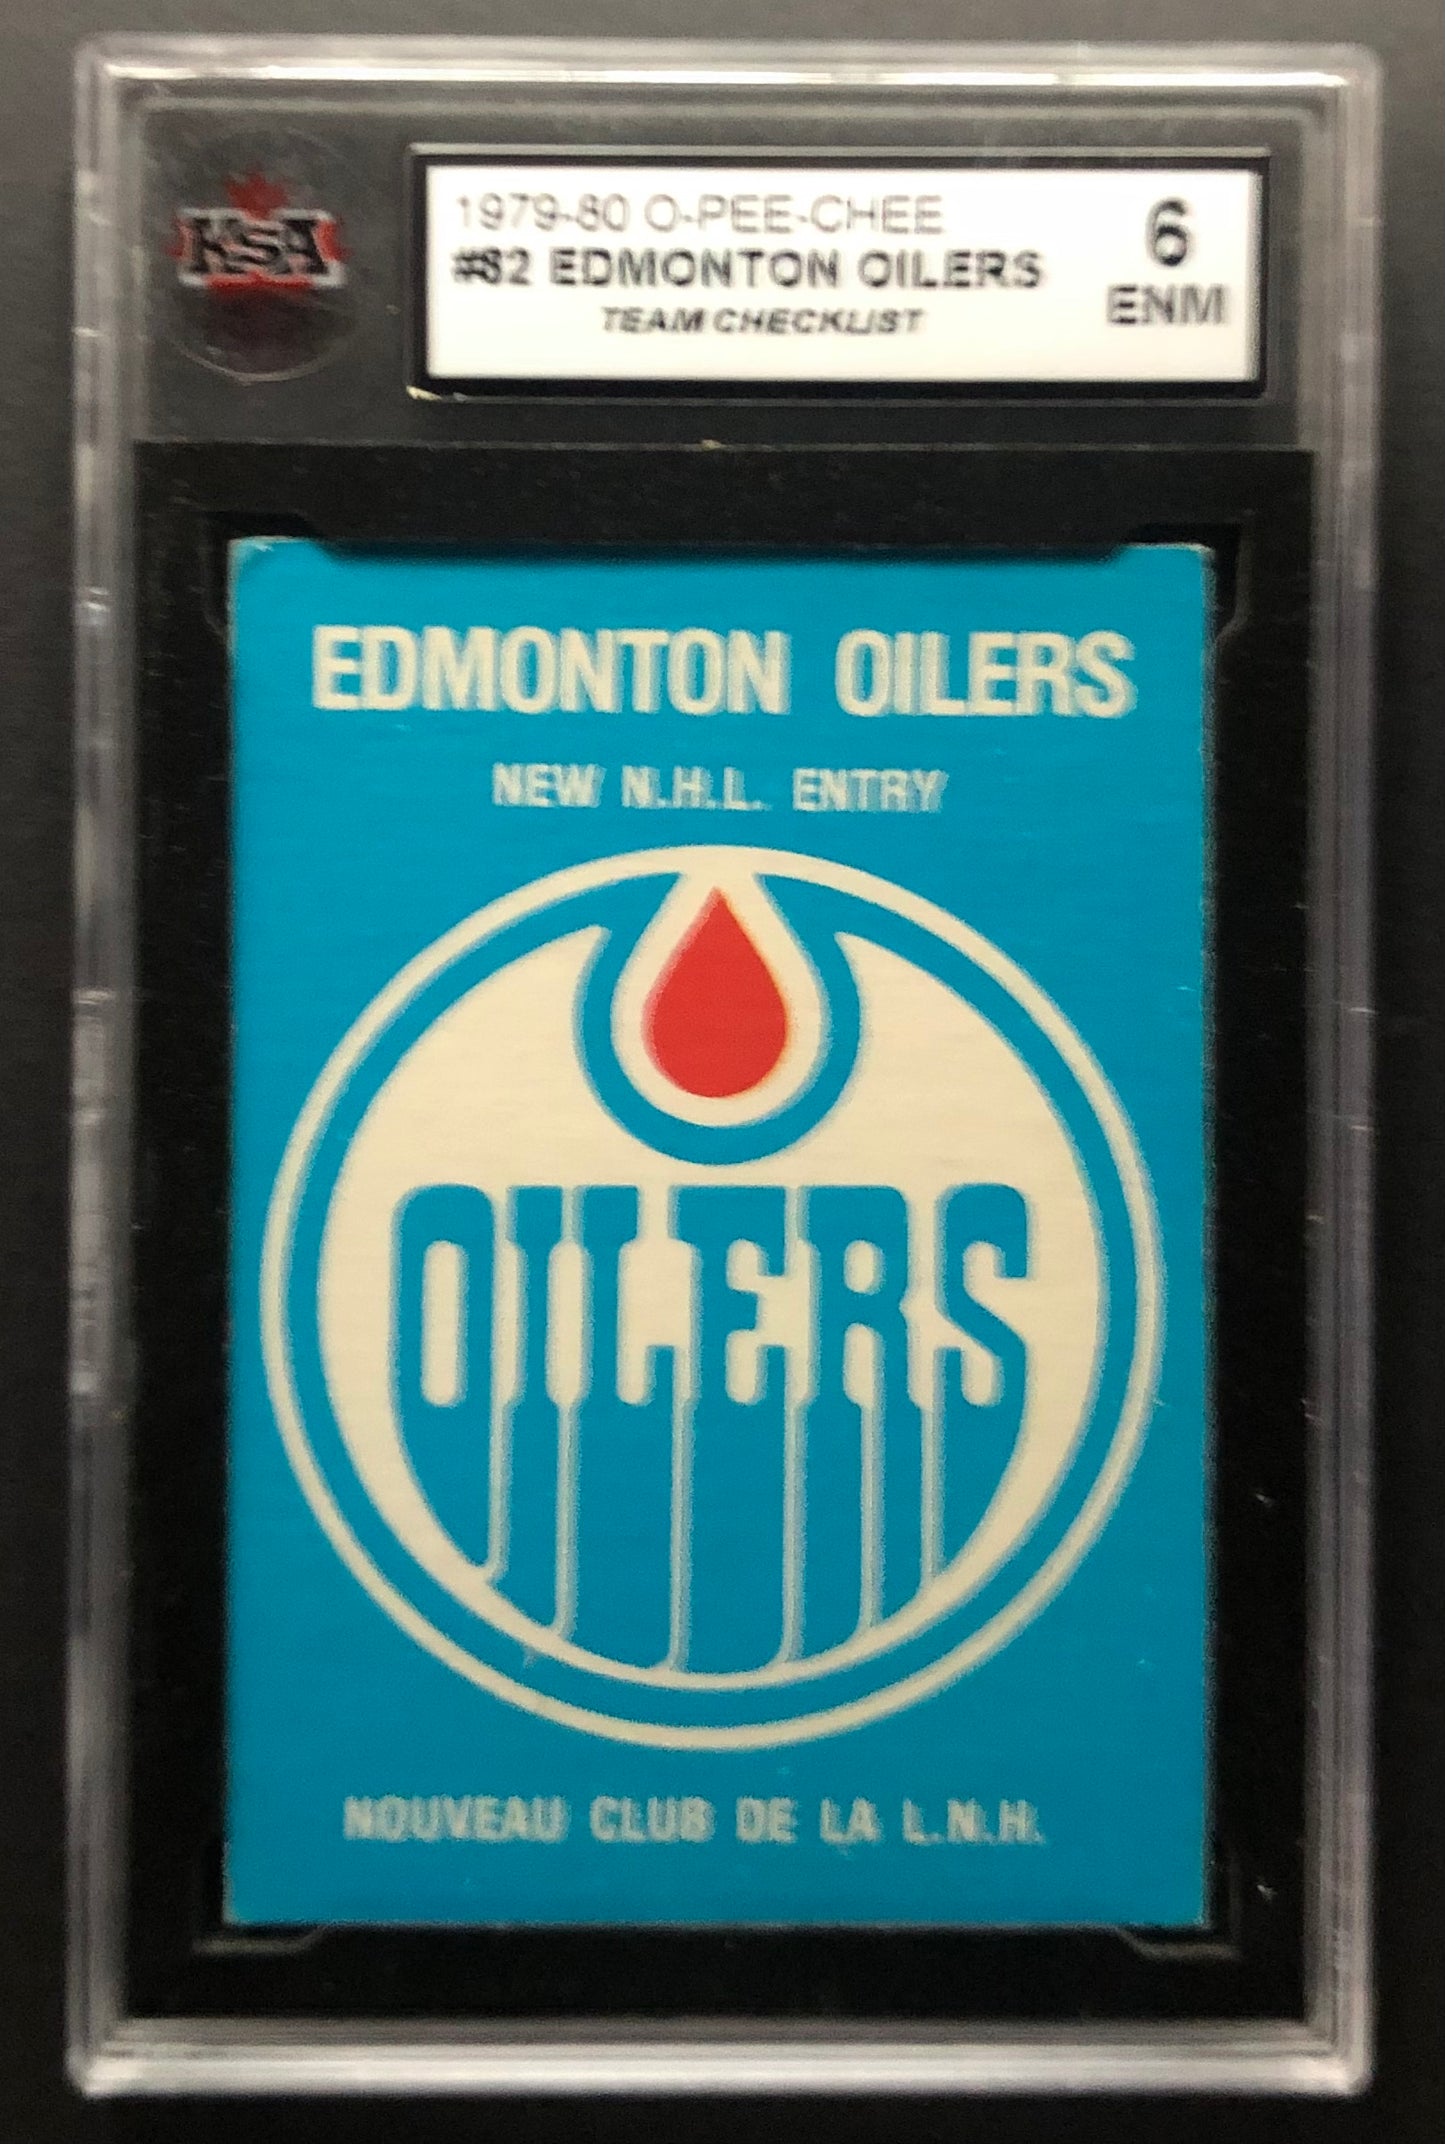 KSA
1979-80 O-PEE-CHEE
#82 EDMONTON OILERS
TEAM CHECKLIST
6
ENM
EDMONTON OILERS
NEW N.H.L. ENTRY
OILERS
NOUVEAU CLUB DE LA L.N.H.